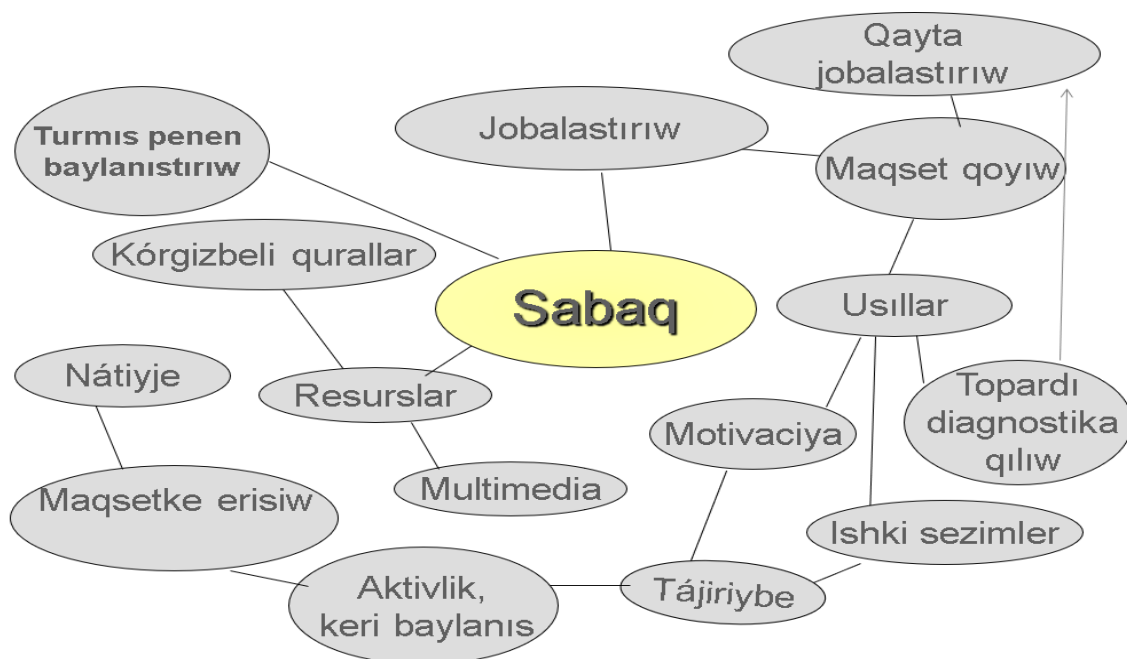 Qayta
jobalastırıw
Turmıs penen
baylanıstırıw
Jobalastırıw
Maqset qoyıw
Kórgizbeli qurallar
Sabaq
Usıllar
Nátiyje
Resurslar
Motivaciya
Topardı
diagnostika
qılıw
Maqsetke erisiw
Multimedia
Ishki sezimler
Aktivlik,
keri baylanıs
Tájiriybe